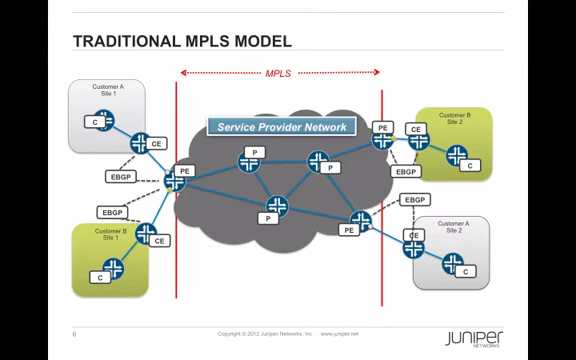 TRADITIONAL MPLS MODEL
MPLS
Customer A
Site 1
C
CE
EBGP
PE
EBGP
CE
Customer B
Site 1
C
Service Provider Network
P
P
P
PE
CE
Customer B
Site 2
C
EBGP
EBGP
PE
CE
Customer A
Site 2
C
6
Copyright © 2012 Juniper Networks, Inc. www.juniper.net
JUNIPER
NETWORKS